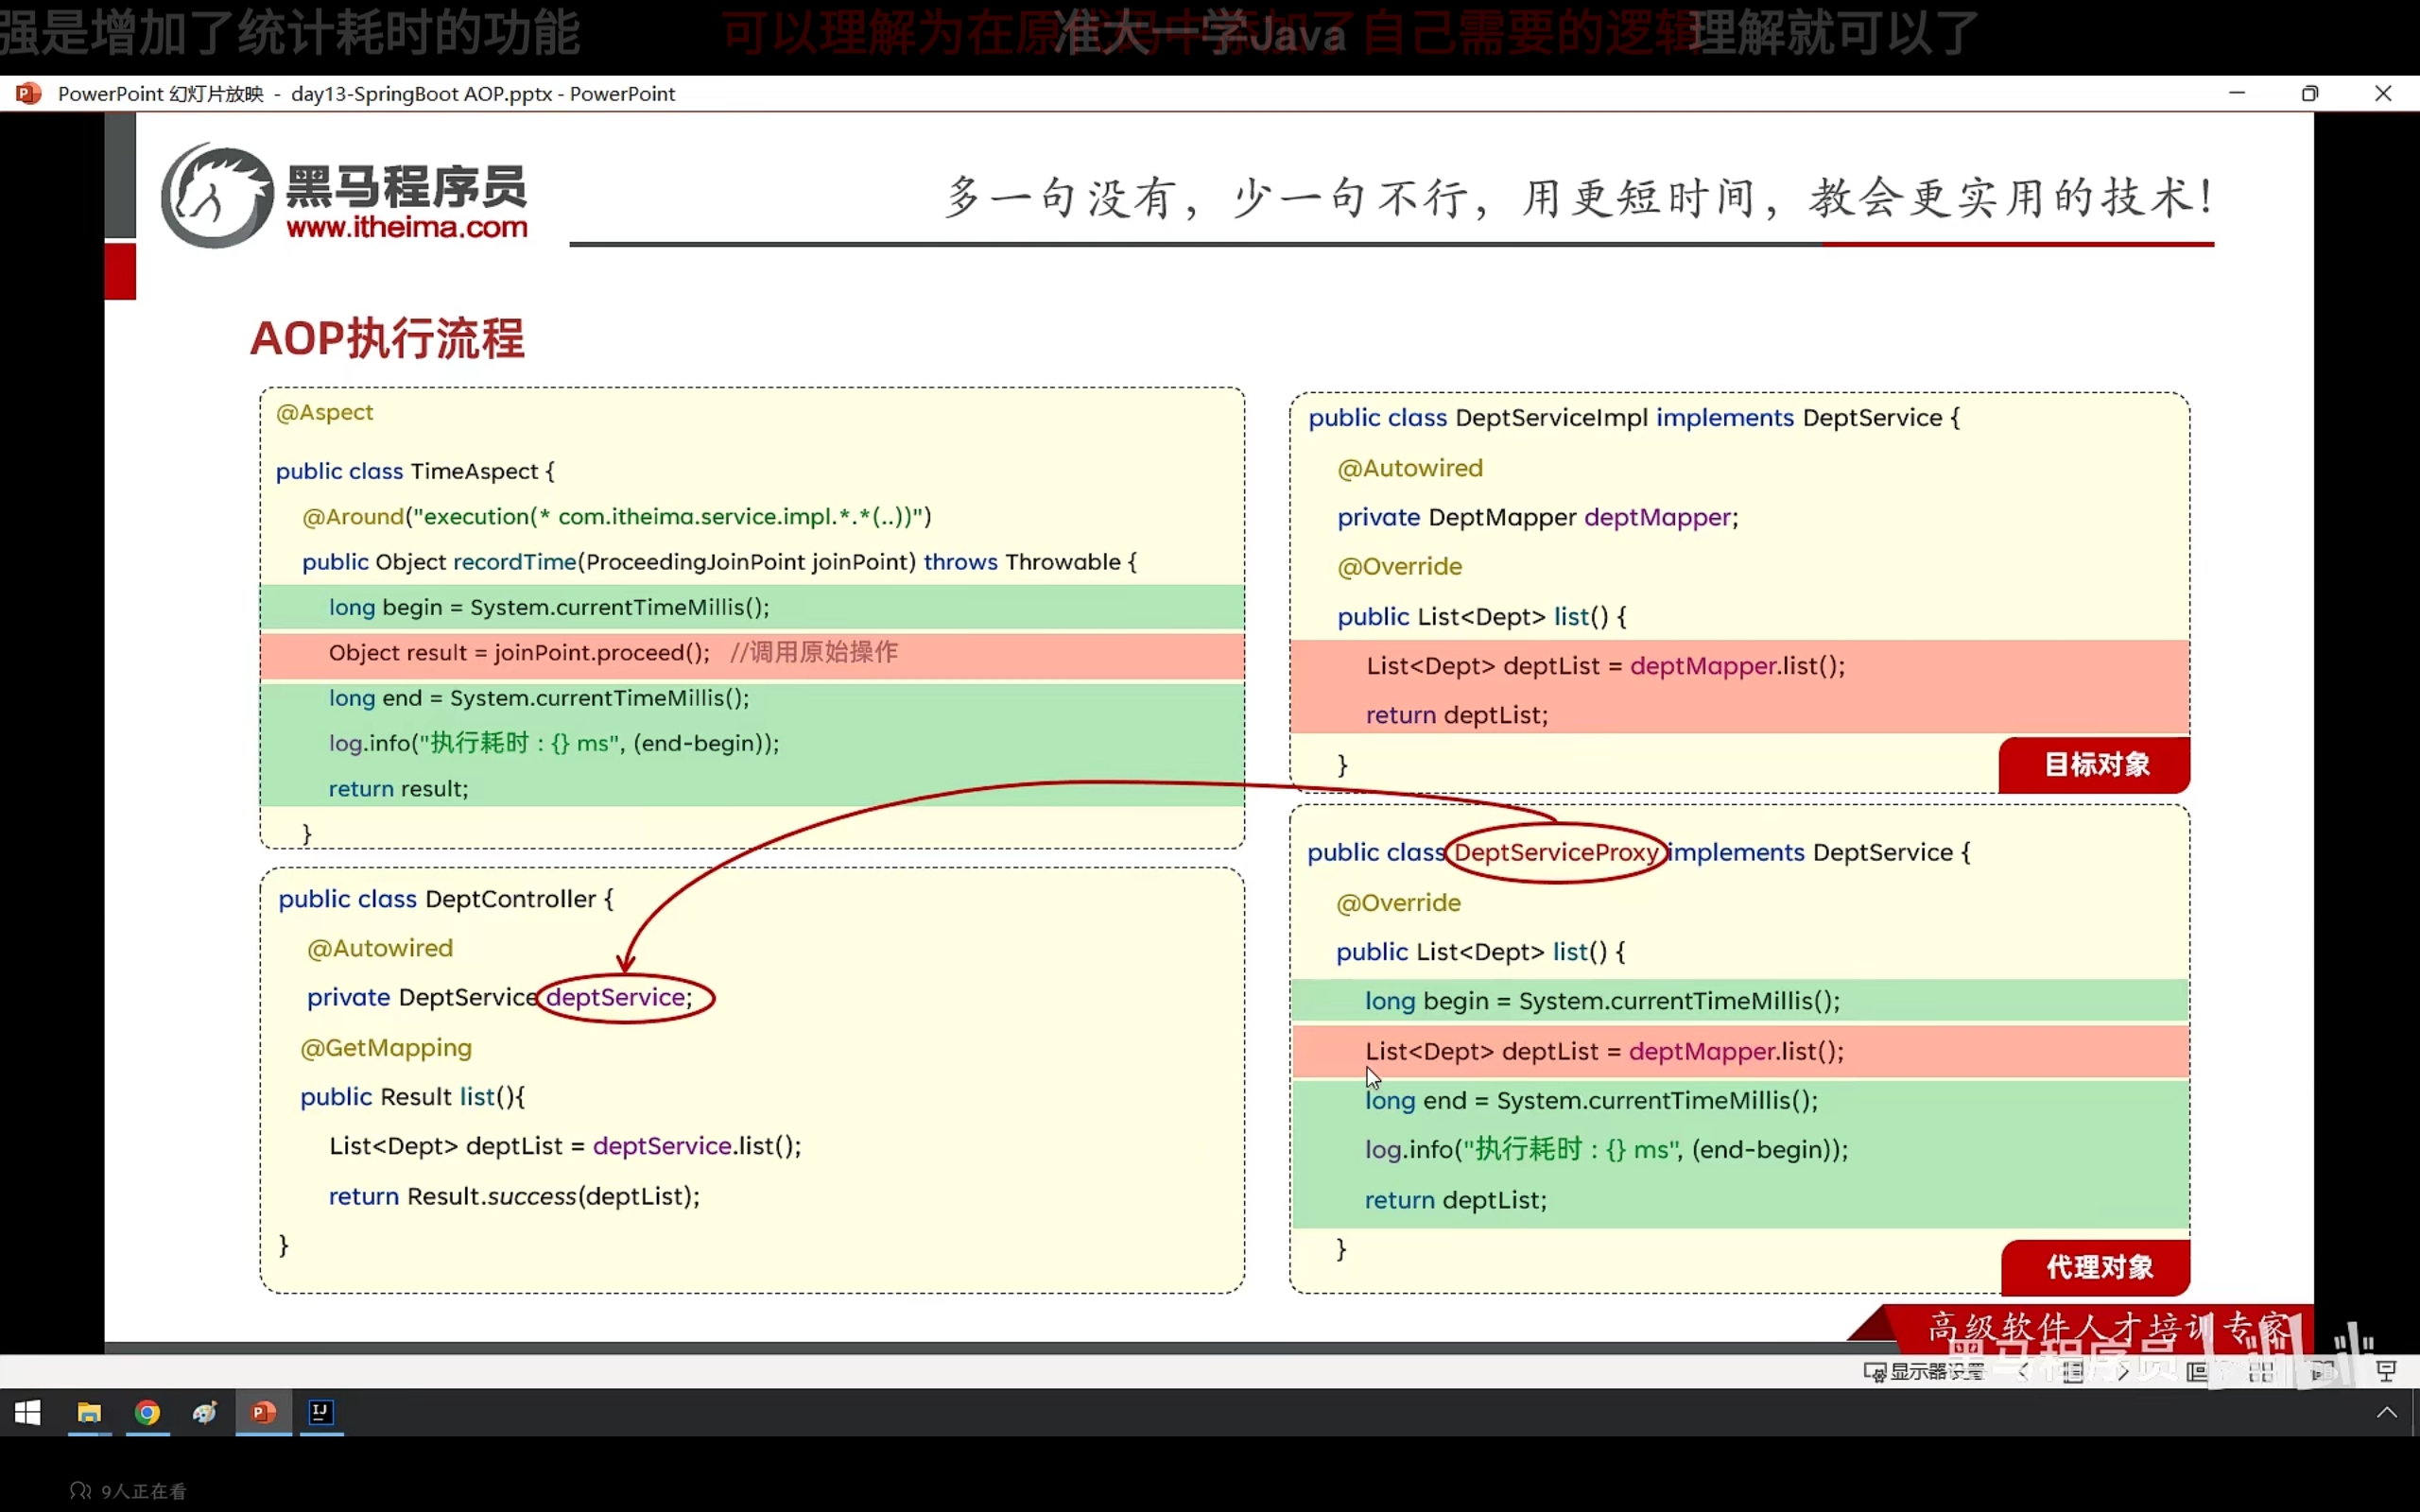 强是增加了统计耗时的功能
可以理解为在原代码中添加了自己需要的逻辑
准大一学Java
理解就可以了
PowerPoint 幻灯片放映 - day13-SpringBoot AOP.pptx - PowerPoint
黑马程序员
www.itheima.com
多一句没有，少一句不行，用更短时间，教会更实用的技术！
AOP执行流程
@Aspect
public class TimeAspect {
@Around("execution(* com.itheima.service.impl.*.*(..))")
public Object recordTime(ProceedingJoinPoint joinPoint) throws Throwable {
long begin = System.currentTimeMillis();
Object result = joinPoint.proceed(); //调用原始操作
long end = System.currentTimeMillis();
log.info("执行耗时 : {} ms", (end-begin));
return result;
}
public class DeptController {
@Autowired
private DeptService deptService;
@GetMapping
public Result list(){
List<Dept> deptList = deptService.list();
return Result.success(deptList);
}
public class DeptServiceImpl implements DeptService {
@Autowired
private DeptMapper deptMapper;
@Override
public List<Dept> list() {
List<Dept> deptList = deptMapper.list();
return deptList;
}
目标对象
public class DeptServiceProxy implements DeptService {
@Override
public List<Dept> list() {
long begin = System.currentTimeMillis();
List<Dept> deptList = deptMapper.list();
long end = System.currentTimeMillis();
log.info("执行耗时 : {} ms", (end-begin));
return deptList;
}
代理对象
高级软件人才培训专家
黑马程序员
显示器设置
9人正在看